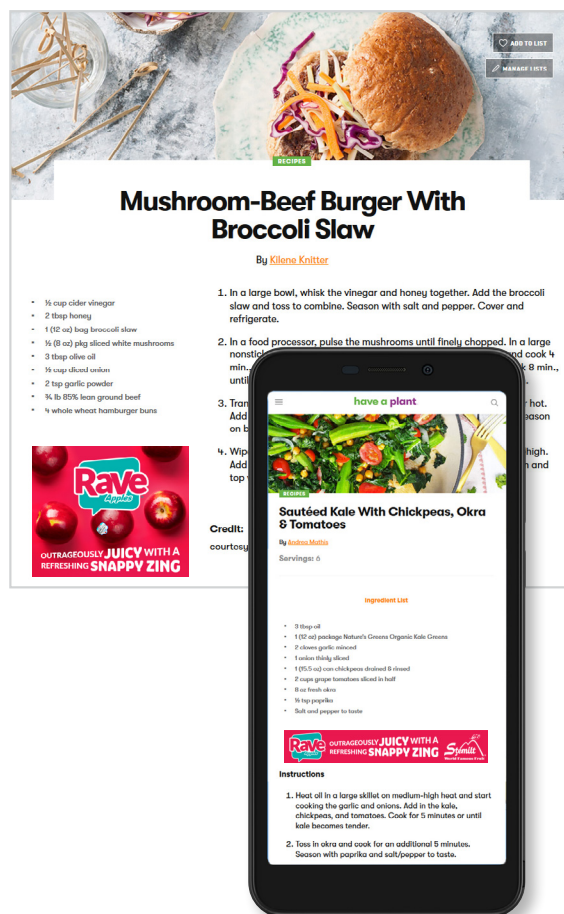 ADD TO LIST
MANAGE LISTS
RECIPES
Mushroom-Beef Burger With
Broccoli Slaw
By Kilene Knitter
- ½ cup cider vinegar
- 2 tbsp honey
- 1 (12 oz) bag broccoli slaw
- ½ (8 oz) pkg sliced white mushrooms
- 3 tbsp olive oil
- ½ cup diced onion
- 2 tsp garlic powder
- ¾ lb 85% lean ground beef
- 4 whole wheat hamburger buns
1. In a large bowl, whisk the vinegar and honey together. Add the broccoli
slaw and toss to combine. Season with salt and pepper. Cover and
refrigerate.
2. In a food processor, pulse the mushrooms until finely chopped. In a large
nonstick and cook 4
min., k 8 min.,
until
3. hot.
Add eason
on b
4. high.
Add and
top
Credit:
courtesy
Rave
Apples
OUTRAGEOUSLY JUICY WITH A
REFRESHING SNAPPY ZING
have a plant
RECIPES
Sautéed Kale With Chickpeas, Okra
& Tomatoes
By Andrea Mathis
Servings: 6
Ingredient List
• 3 tbsp oil
• 1 (12 oz) package Nature's Greens Organic Kale Greens
• 2 cloves garlic minced
• 1 onion thinly sliced
• 1 (15.5 oz) can chickpeas drained & rinsed
• 2 cups grape tomatoes sliced in half
• 8 oz fresh okra
• ½ tsp paprika
• Salt and pepper to taste
Rave
Apples
OUTRAGEOUSLY JUICY WITH A
REFRESHING SNAPPY ZING
Stemilt
World Famous Fruit
Instructions
1. Heat oil in a large skillet on medium-high heat and start
cooking the garlic and onions. Add in the kale,
chickpeas, and tomatoes. Cook for 5 minutes or until
kale becomes tender.
2. Toss in okra and cook for an additional 5 minutes.
Season with paprika and salt/pepper to taste.